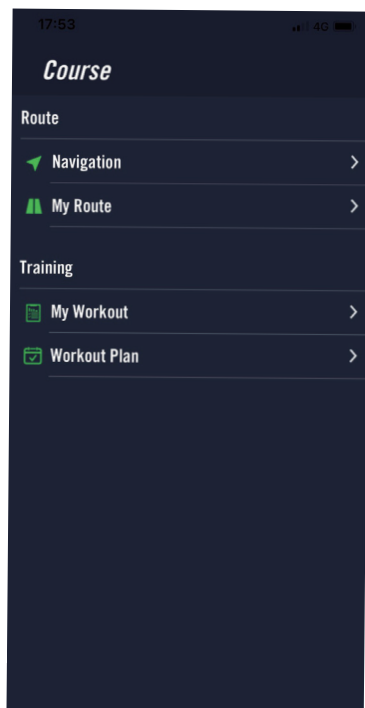 17:53
4G
Course
Route
Navigation
My Route
Training
My Workout
Workout Plan